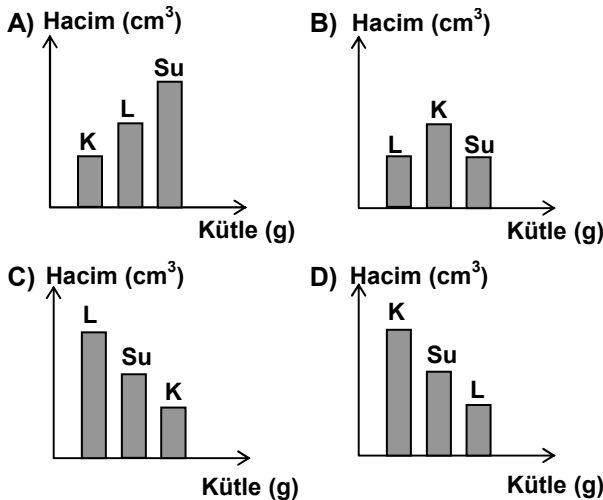 A) Hacim (cm³)
Su
L
K
Kütle (g)
B) Hacim (cm³)
K
L
Su
Kütle (g)
C) Hacim (cm³)
L
Su
K
Kütle (g)
D) Hacim (cm³)
K
Su
L
Kütle (g)